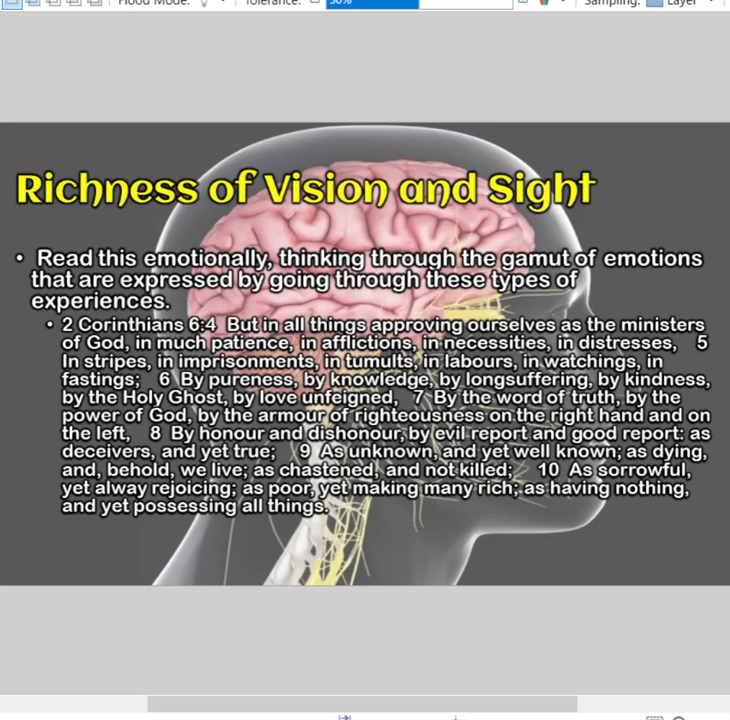 Flood Mode:
Tolerance:
50%
Sampling:
Layer
Richness of Vision and Sight
• Read this emotionally, thinking through the gamut of emotions
that are expressed by going through these types of
experiences.
• 2 Corinthians 6:4 But in all things approving ourselves as the ministers
of God, in much patience, in afflictions, in necessities, in distresses, 5
In stripes, in imprisonments, in tumults, in labours, in watchings, in
fastings; 6 By pureness, by knowledge, by longsuffering, by kindness,
by the Holy Ghost, by love unfeigned, 7 By the word of truth, by the
power of God, by the armour of righteousness on the right hand and on
the left, 8 By honour and dishonour, by evil report and good report: as
deceivers, and yet true; 9 As unknown, and yet well known; as dying,
and, behold, we live; as chastened, and not killed; 10 As sorrowful,
yet alway rejoicing; as poor, yet making many rich; as having nothing,
and yet possessing all things.